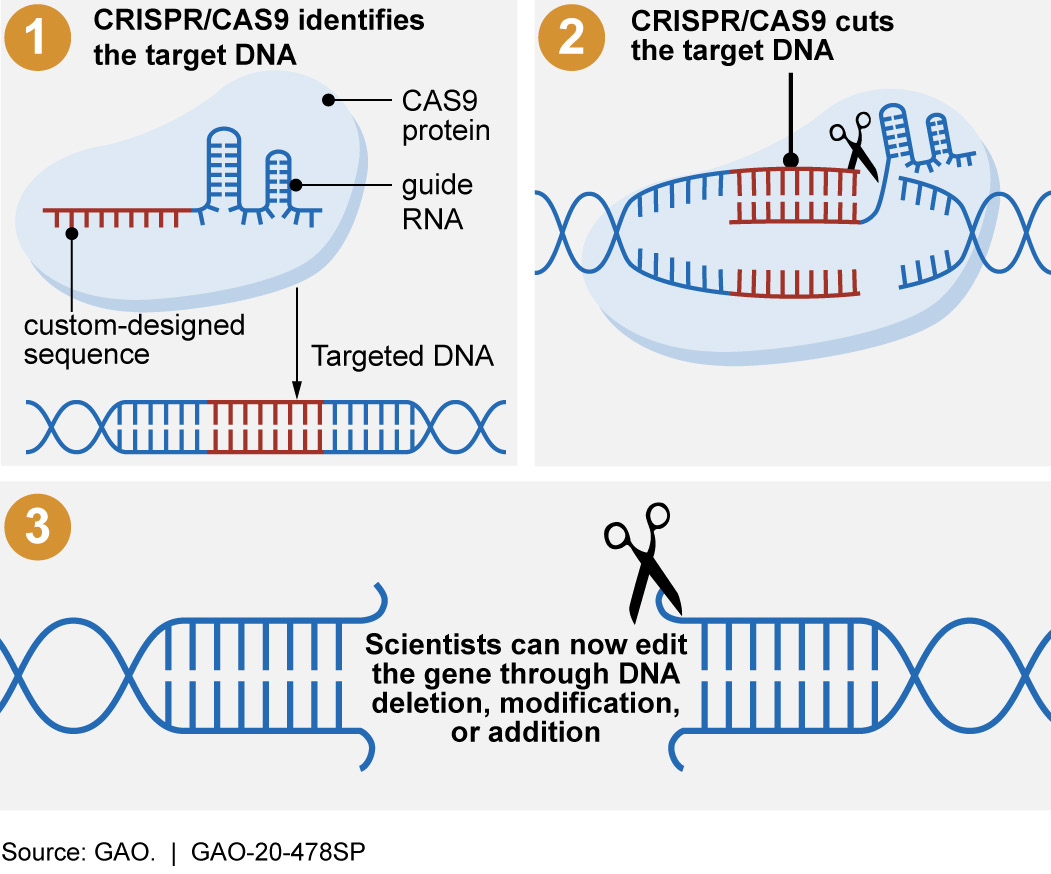 1
CRISPR/CAS9 identifies
the target DNA
CAS9
protein
guide
RNA
custom-designed
sequence
Targeted DNA
2
CRISPR/CAS9 cuts
the target DNA
3
Scientists can now edit
the gene through DNA
deletion, modification,
or addition
Source: GAO. | GAO-20-478SP